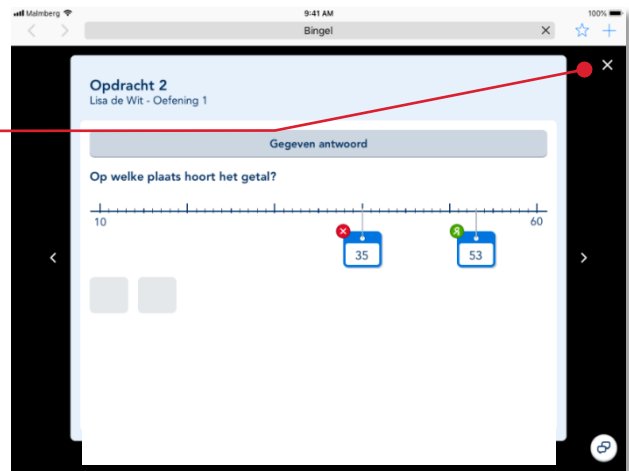 Malmberg 9:41 AM 100%
Bingel
Opdracht 2
Lisa de Wit - Oefening 1
Gegeven antwoord
Op welke plaats hoort het getal?
10 60
35 53